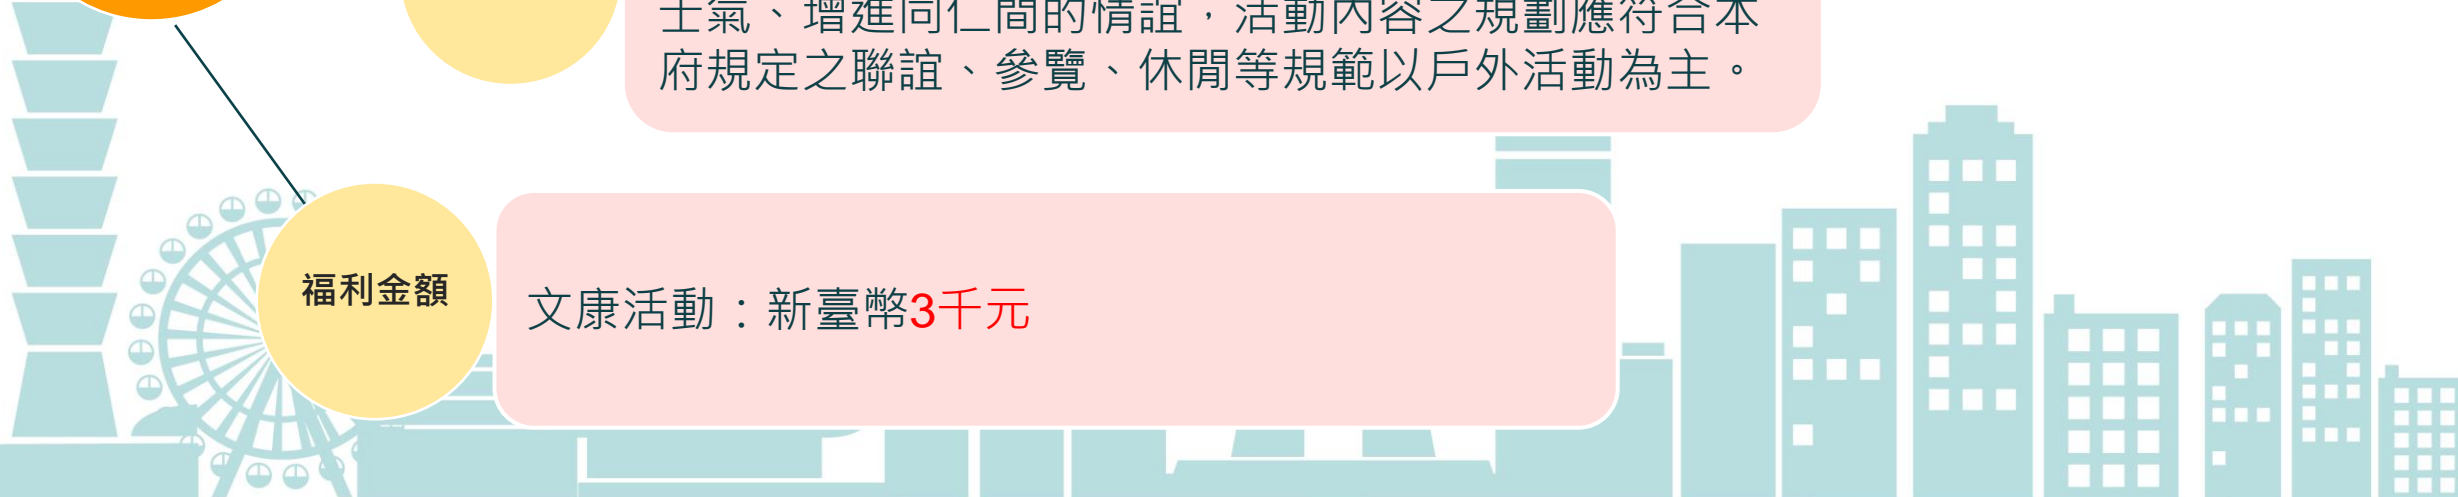 士氣、增進同仁間的情誼，活動內容之規劃應符合本
府規定之聯誼、參覽、休閒等規範以戶外活動為主。
福利金額
文康活動：新臺幣3千元